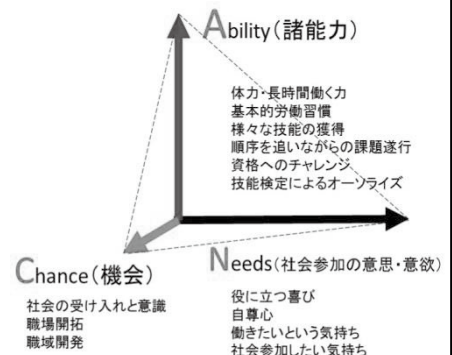 Ability(諸能力)
体力・長時間働く力
基本的労働習慣
様々な技能の獲得
順序を追いながらの課題遂行
資格へのチャレンジ
技能検定によるオーソライズ
Chance(機会)
社会の受け入れと意識
職場開拓
職域開発
Needs(社会参加の意思・意欲)
役に立つ喜び
自尊心
働きたいという気持ち
社会参加したい気持ち